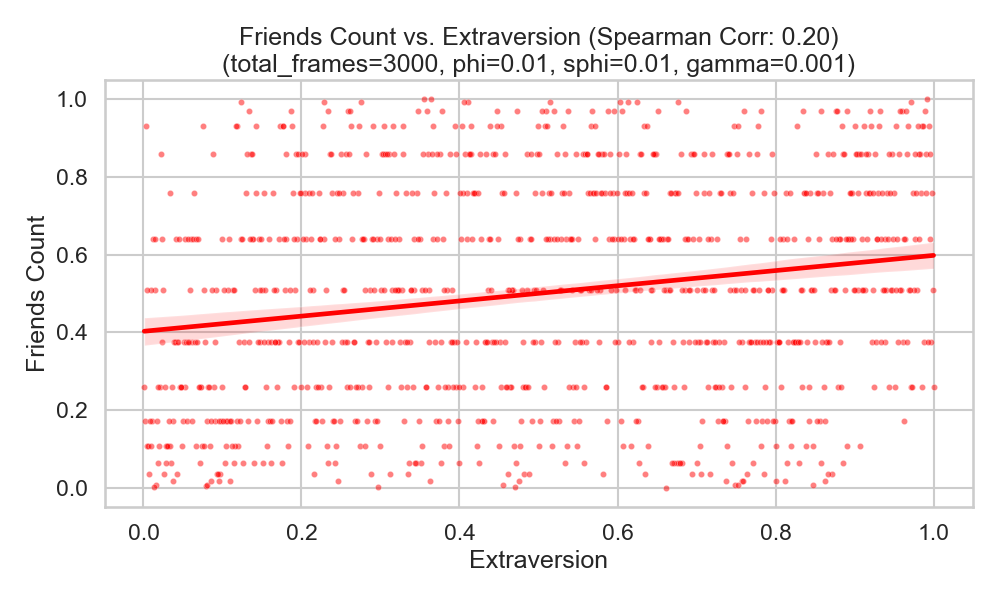 Friends Count vs. Extraversion (Spearman Corr: 0.20)
(total_frames=3000, phi=0.01, sphi=0.01, gamma=0.001)
1.0
0.8
0.6
0.4
0.2
0.0
Friends Count
0.0 0.2 0.4 0.6 0.8 1.0
Extraversion